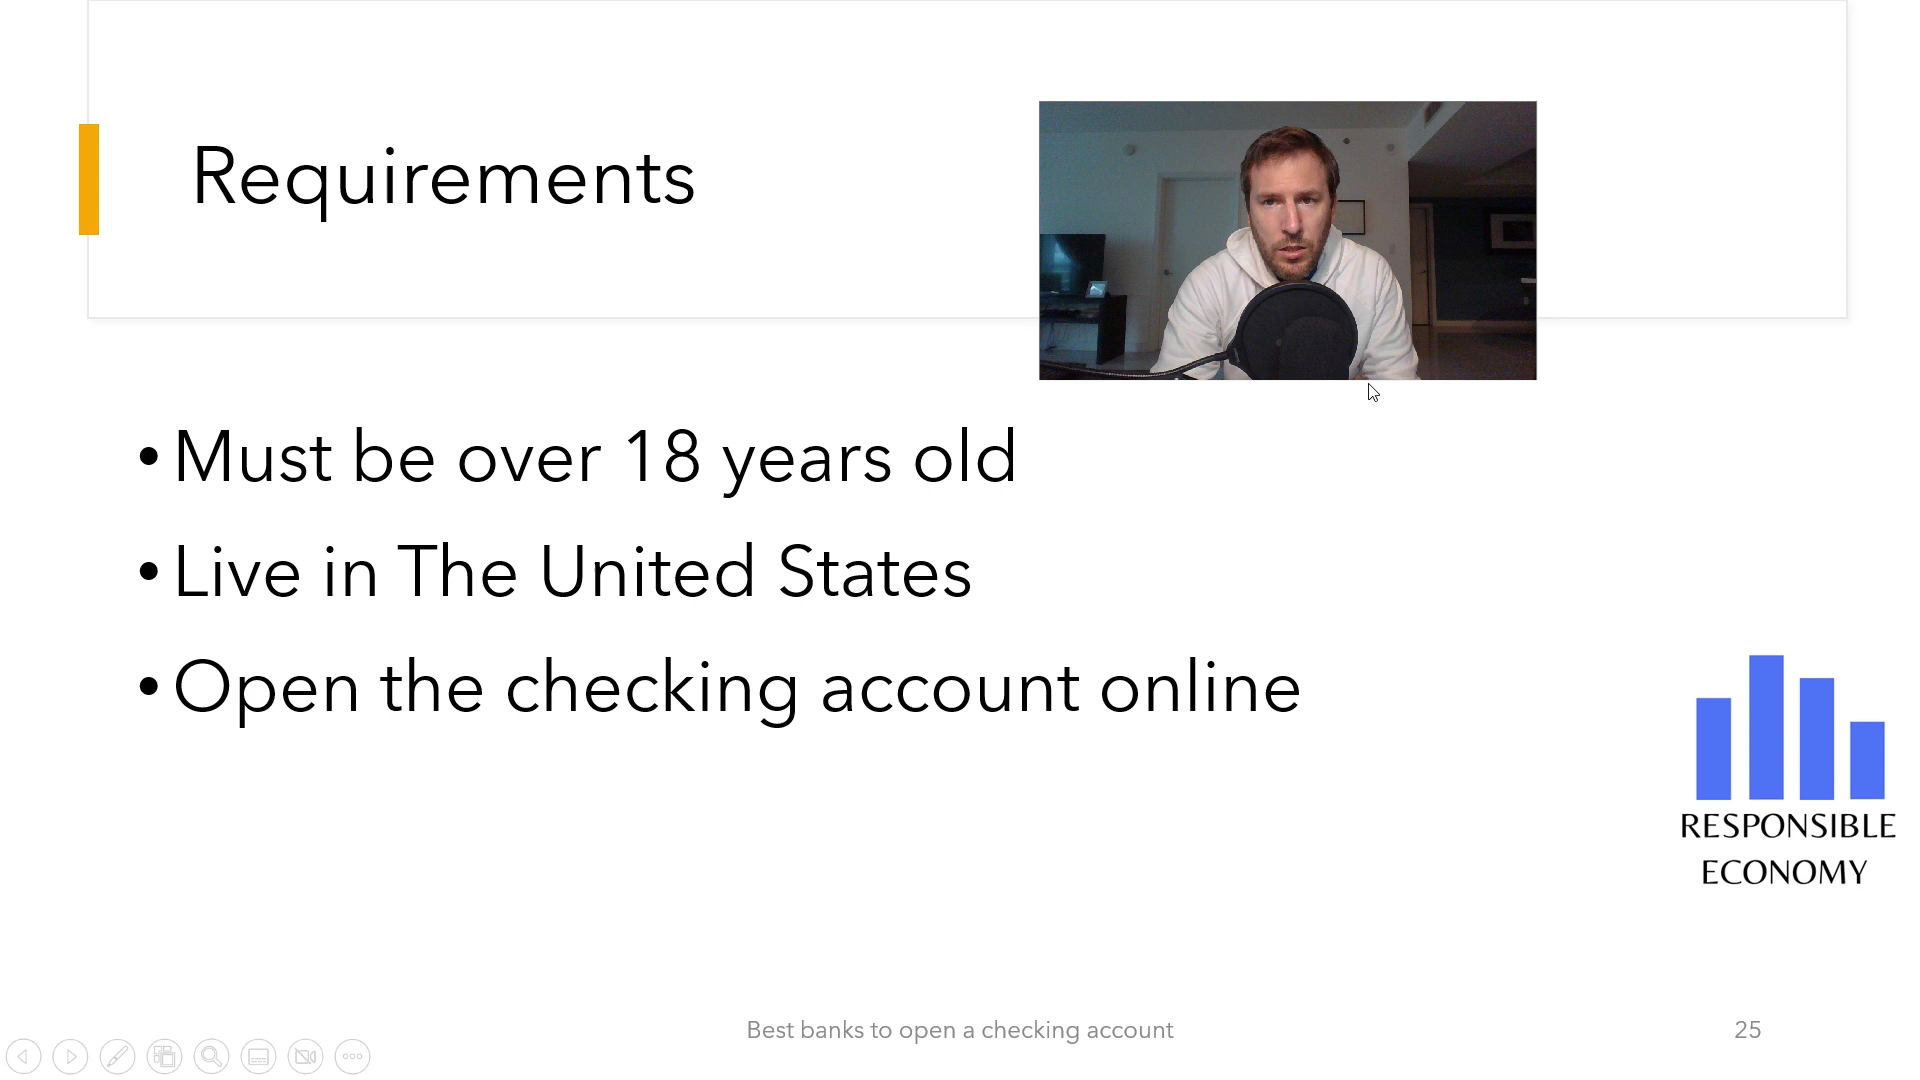 Requirements
• Must be over 18 years old
• Live in The United States
• Open the checking account online
RESPONSIBLE
ECONOMY
Best banks to open a checking account
25